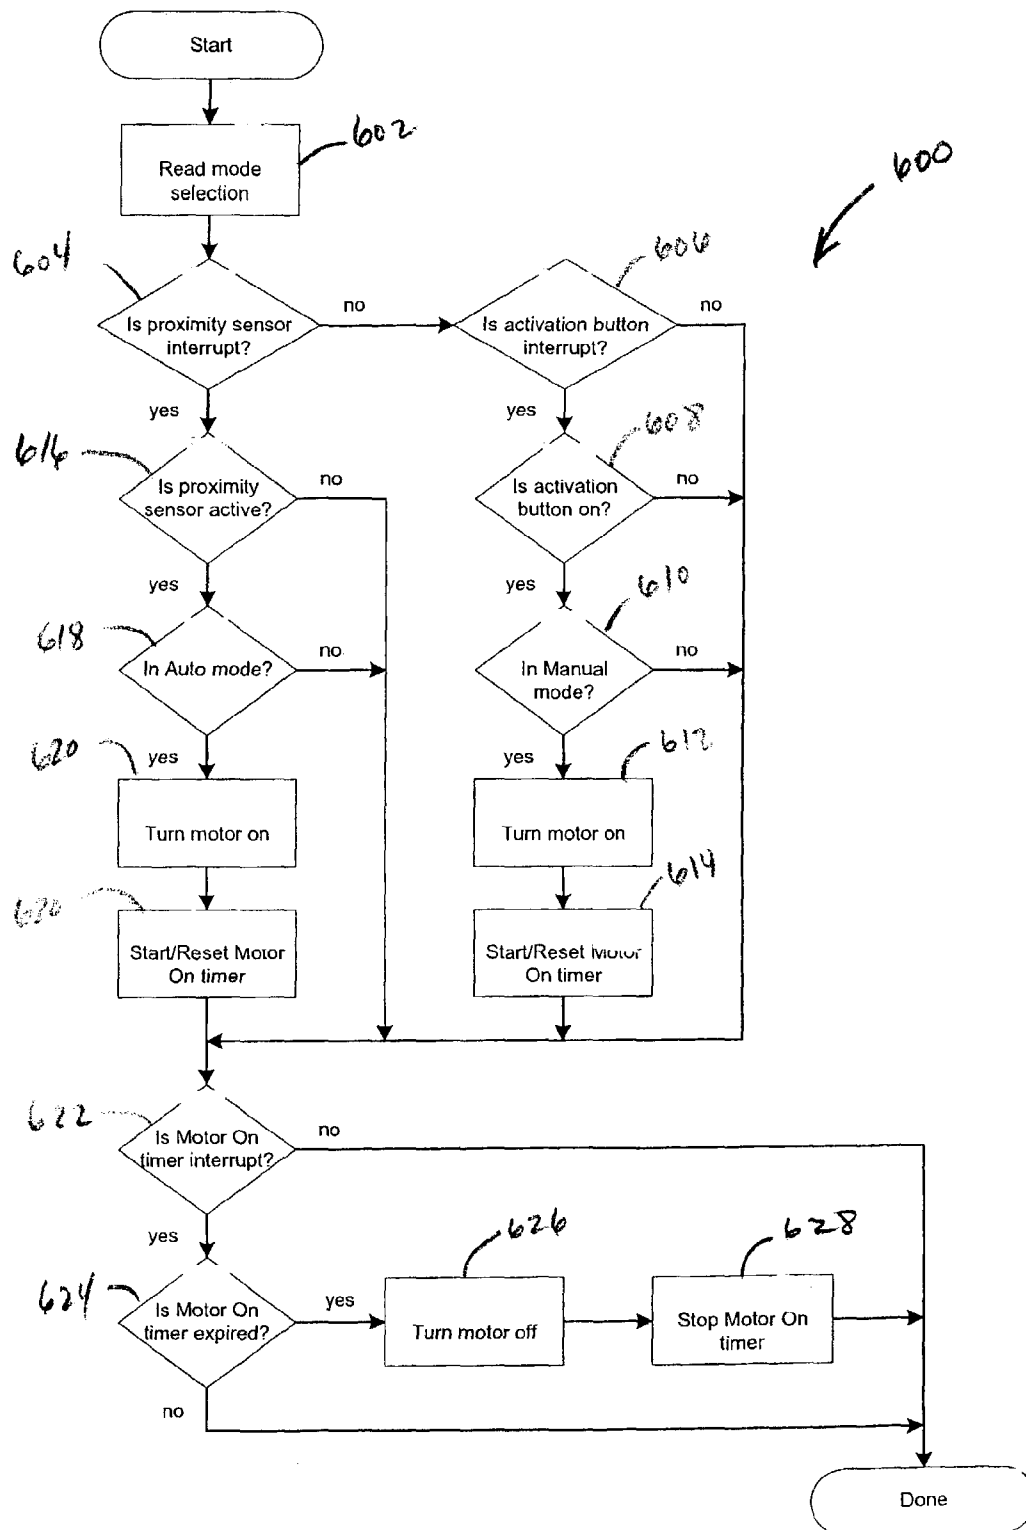 Start
602
Read mode
selection
600
604
606
Is proximity sensor
interrupt?
no
Is activation button
interrupt?
no
yes
yes
616
608
Is proximity
sensor active?
no
Is activation
button on?
no
yes
yes
618
610
In Auto mode?
no
In Manual
mode?
no
yes
yes
620
612
Turn motor on
Turn motor on
620
614
Start/Reset Motor
On timer
Start/Reset Motor
On timer
622
Is Motor On
timer interrupt?
no
yes
624
626
628
Is Motor On
timer expired?
yes
Turn motor off
Stop Motor On
timer
no
Done